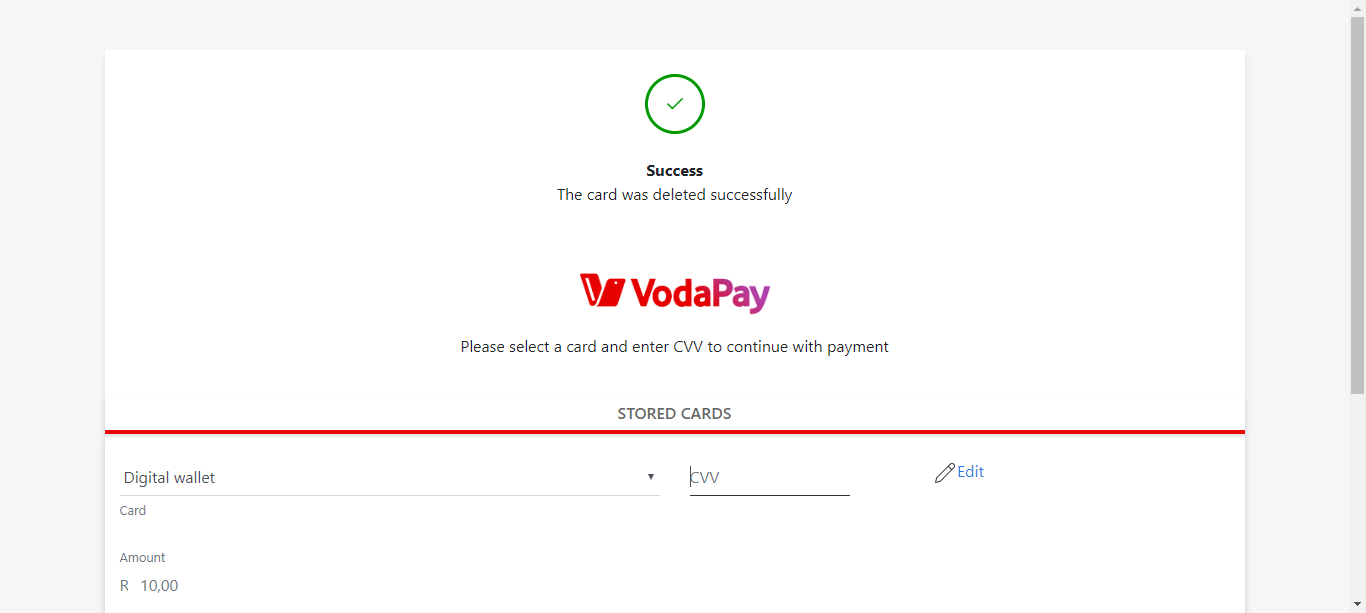 Success
The card was deleted successfully
VodaPay
Please select a card and enter CVV to continue with payment
STORED CARDS
Digital wallet
CVV
Edit
Card
Amount
R 10,00